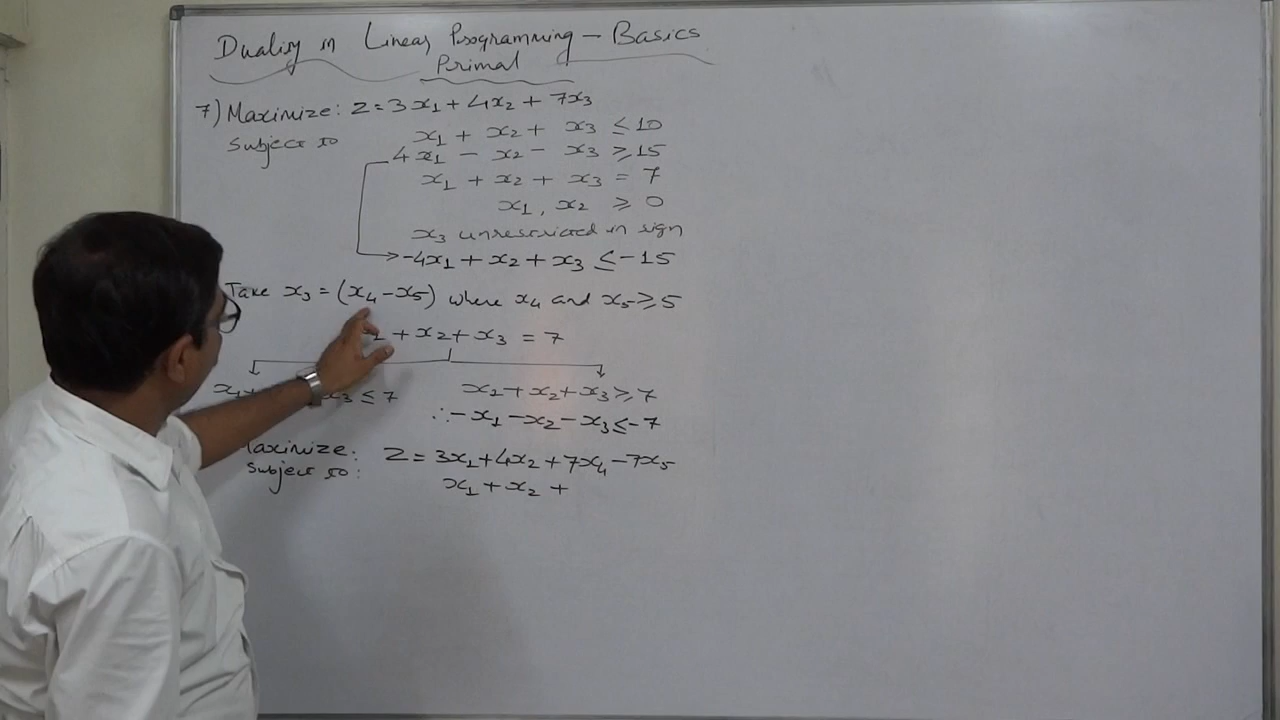 Duality in Linear Programming – Basics
Primal
7) Maximize: Z = 3x1 + 4x2 + 7x3
Subject to x1 + x2 + x3 ≤ 10
4x1 – x2 – x3 ≥ 15
x1 + x2 + x3 = 7
x1, x2 ≥ 0
x3 unrestricted in sign
-4x1 + x2 + x3 ≤ -15
Take x3 = (x4 – x5) where x4 and x5 ≥ 5
+ x2 + x3 = 7
x1+ x3 ≤ 7
x1 + x2 + x3 ≥ 7
∴ -x1 – x2 – x3 ≤ -7
Maximize: Z = 3x1 + 4x2 + 7x4 – 7x5
Subject to: x1 + x2 +